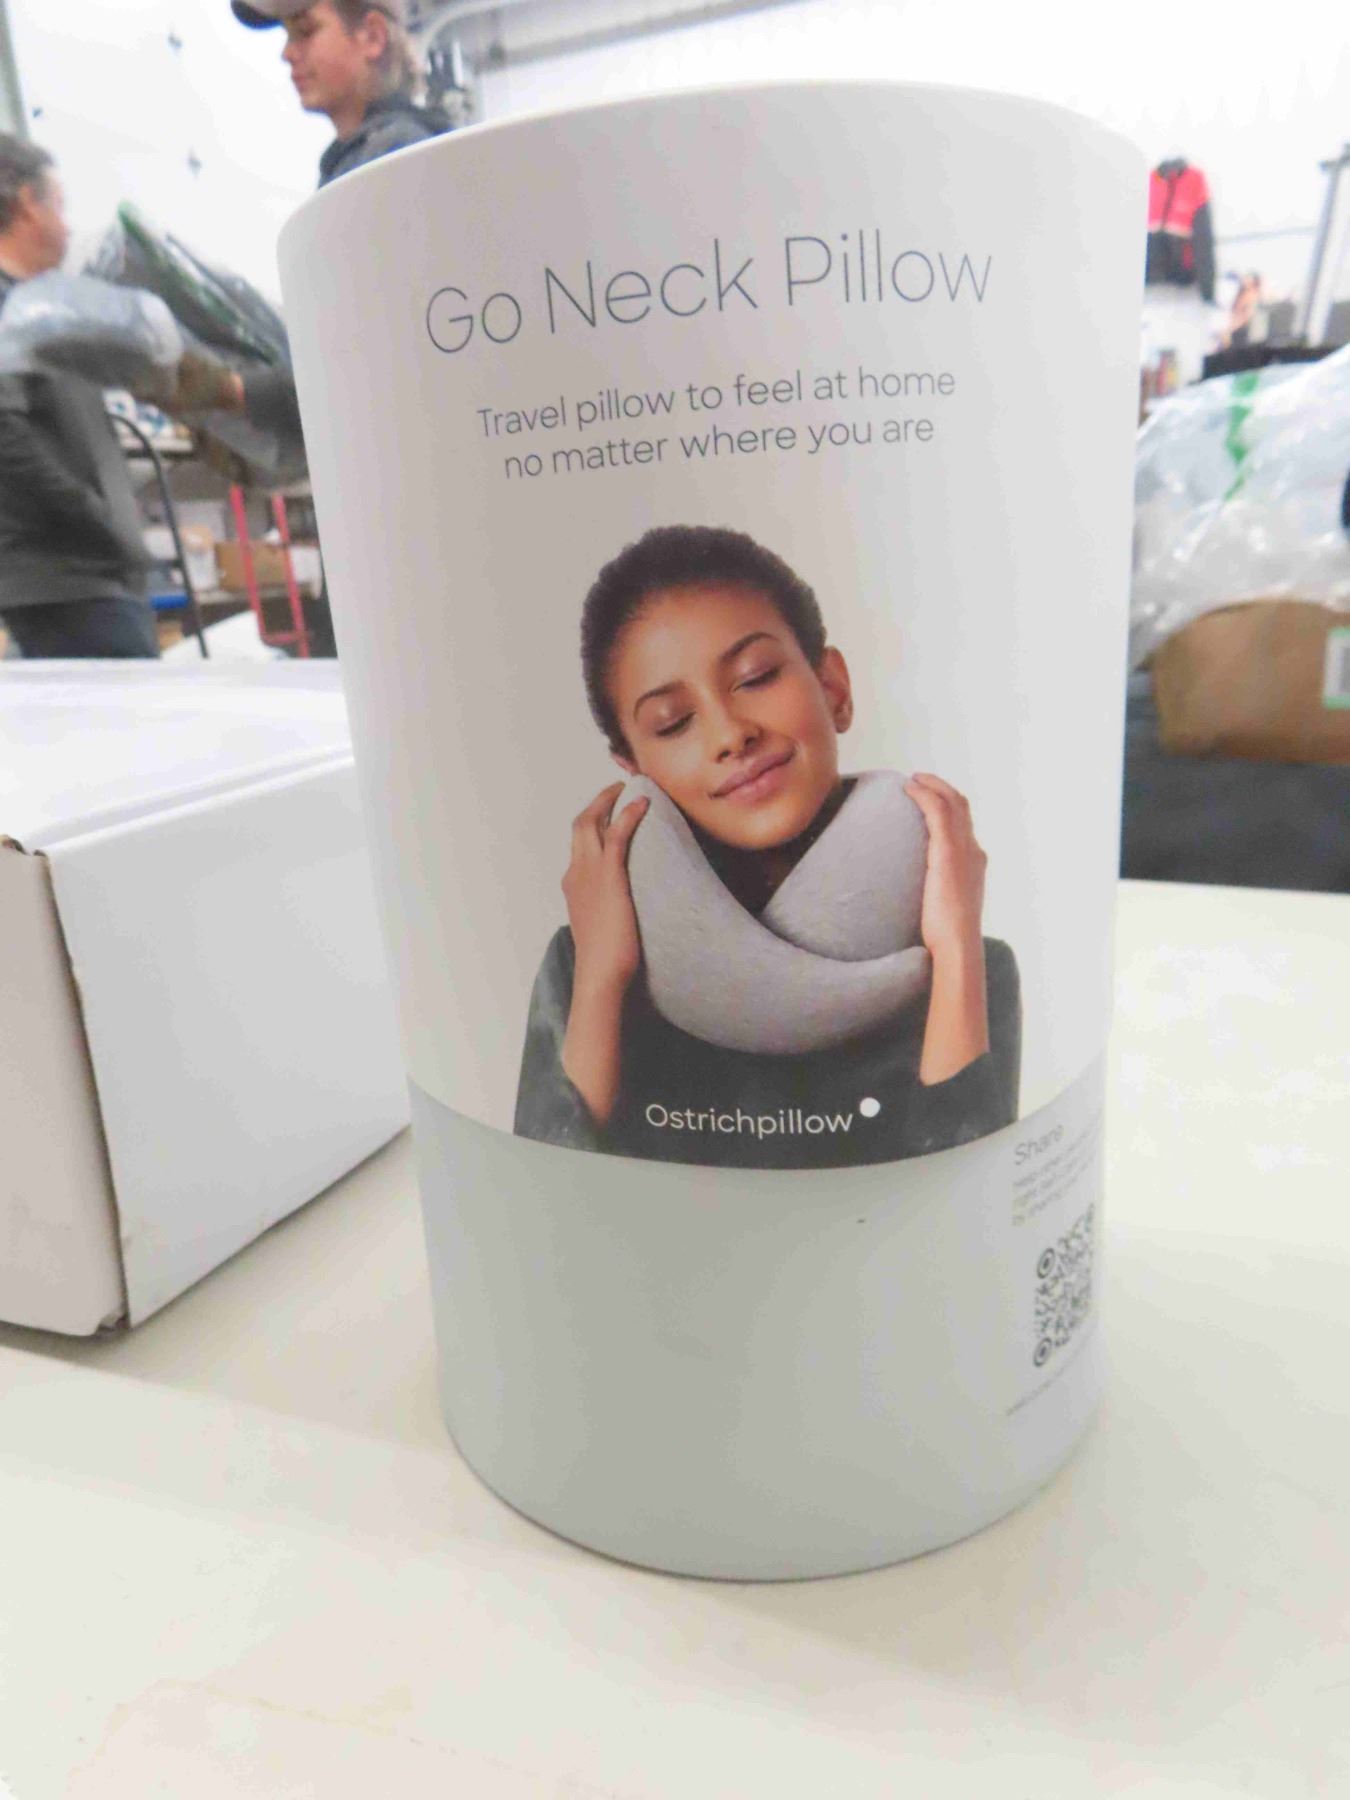 Go Neck Pillow
Travel pillow to feel at home
no matter where you are
Ostrichpillow
Share